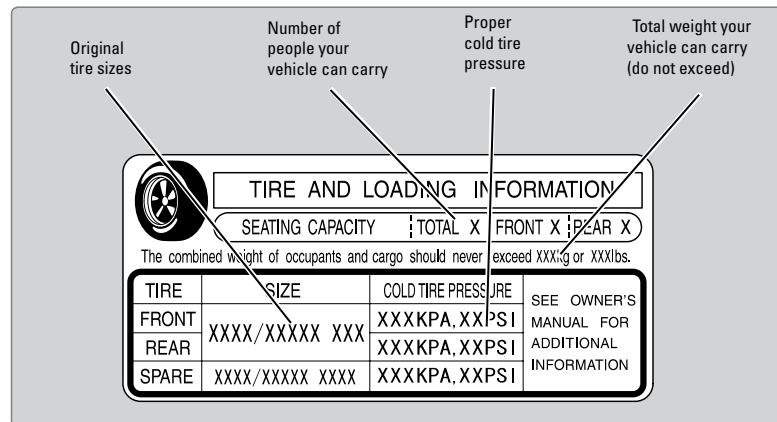 Original
tire sizes
Number of
people your
vehicle can carry
Proper
cold tire
pressure
Total weight your
vehicle can carry
(do not exceed)
TIRE AND LOADING INFORMATION
SEATING CAPACITY TOTAL X FRONT X REAR X
The combined weight of occupants and cargo should never exceed XXXkg or XXXlbs.
TIRE SIZE COLD TIRE PRESSURE
FRONT XXXX/XXXXX XXX XXXKPA,XXPSI
REAR XXXKPA,XXPSI
SPARE XXXX/XXXXX XXXX XXXKPA,XXPSI
SEE OWNER'S
MANUAL FOR
ADDITIONAL
INFORMATION